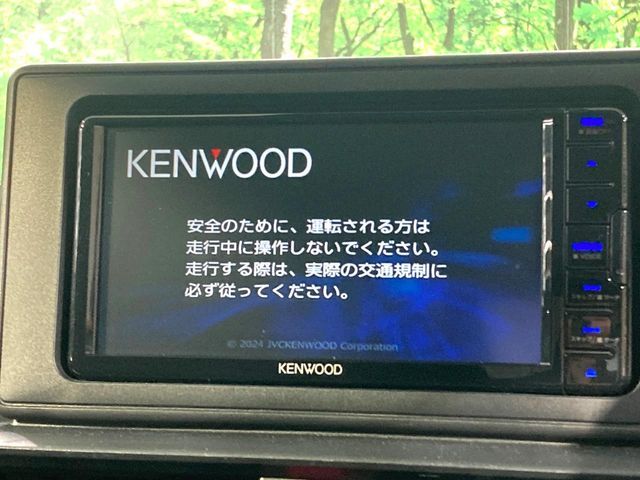 KENWOOD
安全のために、運転される方は
走行中に操作しないでください。
走行する際は、実際の交通規制に
必ず従ってください。
© 2024 JVCKENWOOD Corporation
KENWOOD